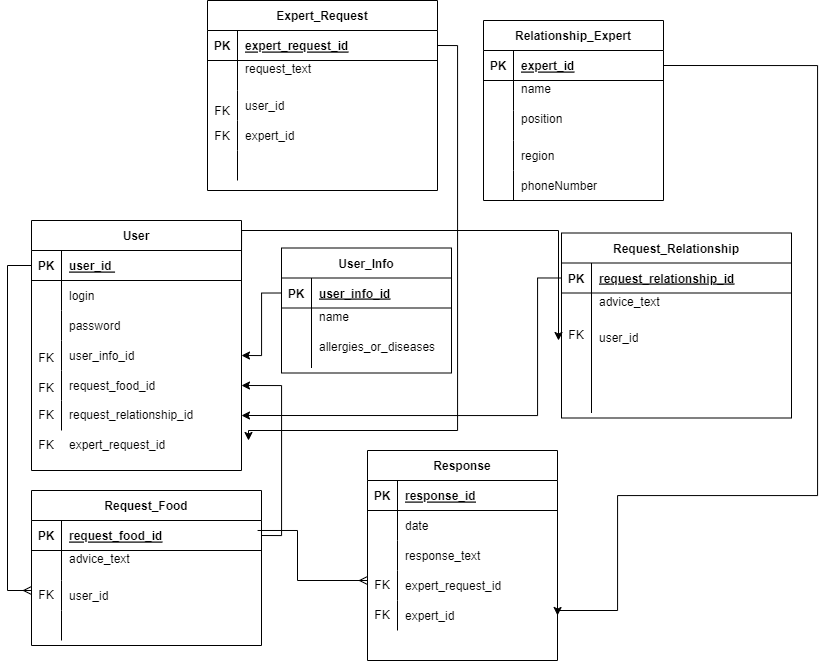 Expert_Request
PK expert_request_id
request_text
FK user_id
FK expert_id
Relationship_Expert
PK expert_id
name
position
region
phoneNumber
User
PK user_id
login
password
FK user_info_id
FK request_food_id
FK request_relationship_id
FK expert_request_id
User_Info
PK user_info_id
name
allergies_or_diseases
Request_Relationship
PK request_relationship_id
advice_text
FK user_id
Request_Food
PK request_food_id
advice_text
FK user_id
Response
PK response_id
date
response_text
FK expert_request_id
FK expert_id